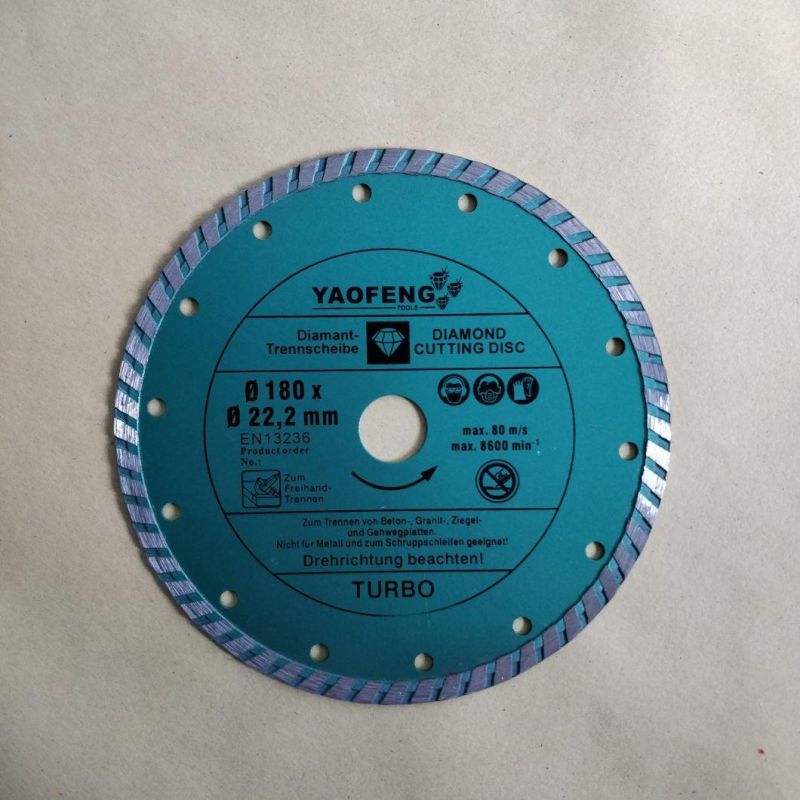 YAOFENG
TOOLS
Diamant-
Trennscheibe
DIAMOND
CUTTING DISC
Ø 180 x
Ø 22,2 mm
EN13236
Product order
No.:
max. 80 m/s
max. 8600 min⁻¹
Zum
Freihand-
Trennen
Zum Trennen von Beton-, Granit-, Ziegel-
und Gehwegplatten.
Nicht für Metall und zum Schruppschleifen geeignet!
Drehrichtung beachten!
TURBO